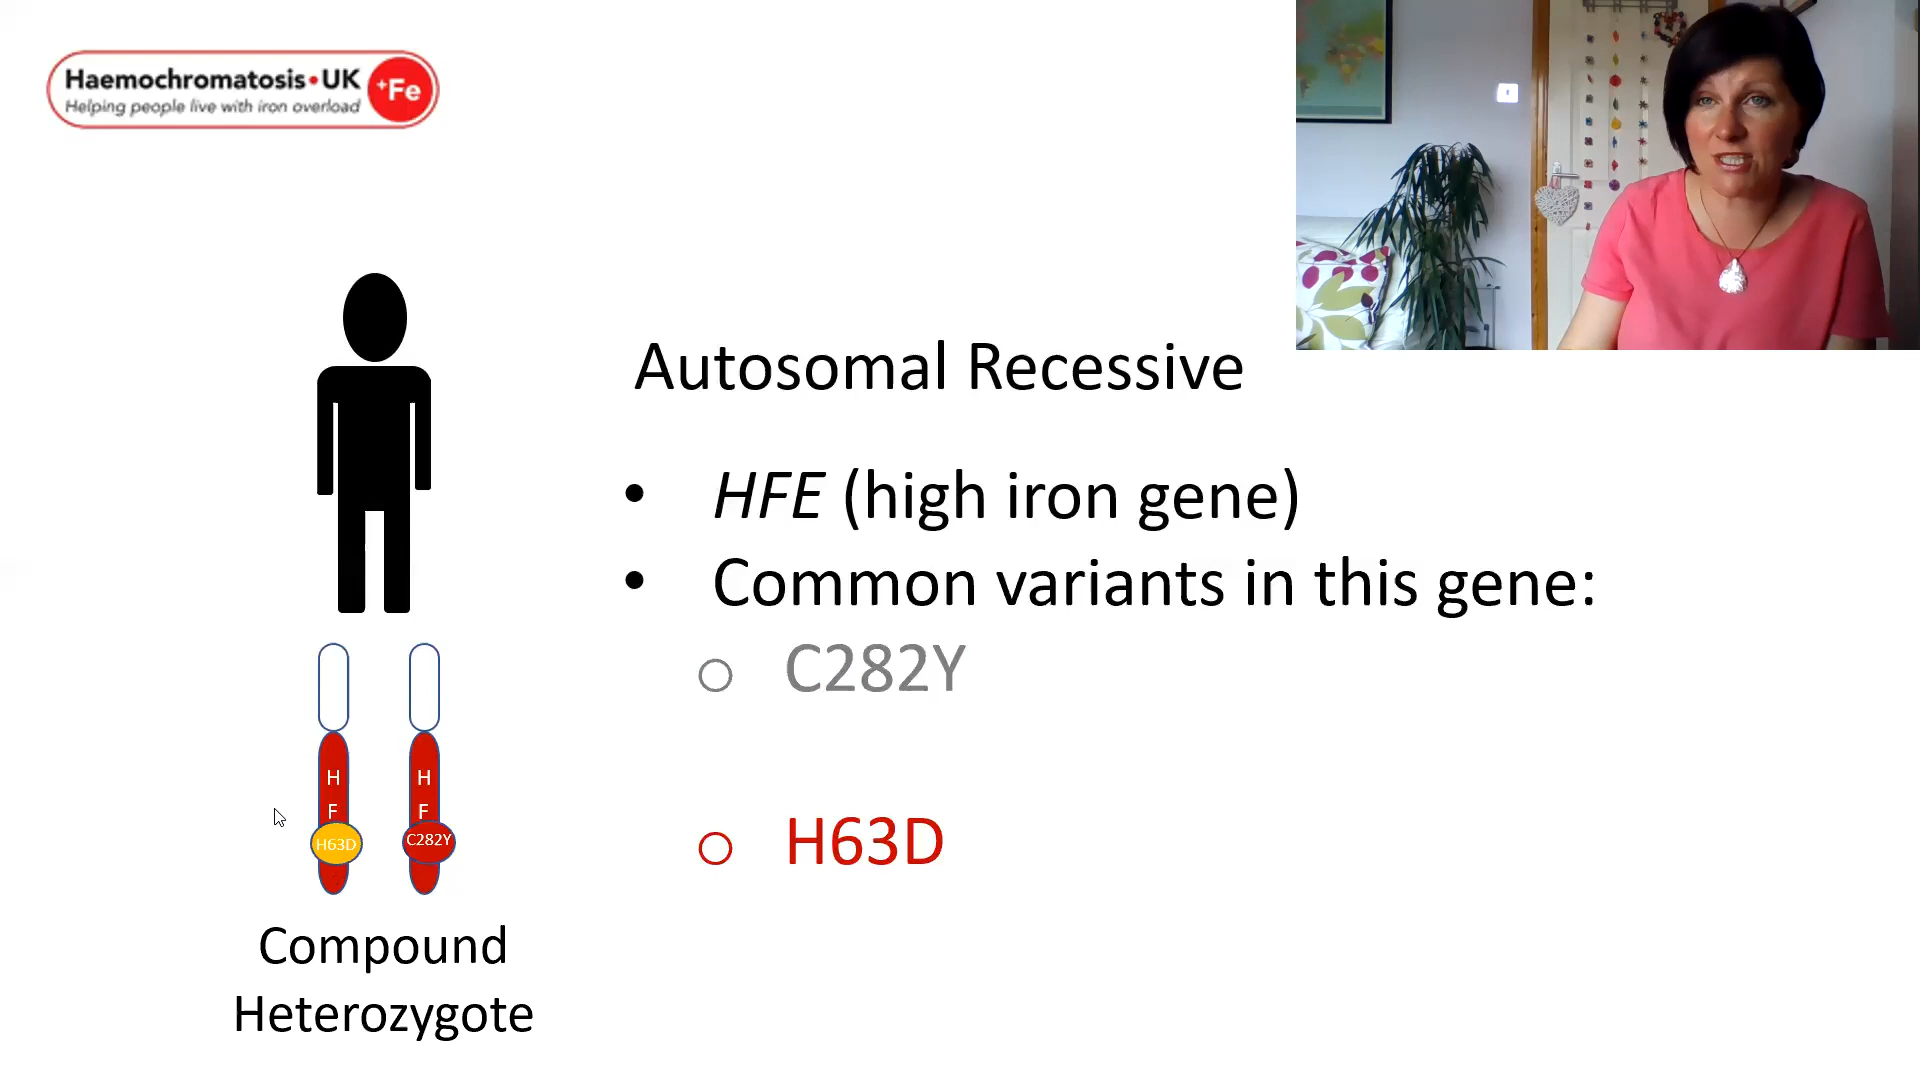 Haemochromatosis•UK
Helping people live with iron overload
+Fe
Autosomal Recessive
• HFE (high iron gene)
• Common variants in this gene:
○ C282Y
○ H63D
H
F
H63D
H
F
C282Y
Compound
Heterozygote